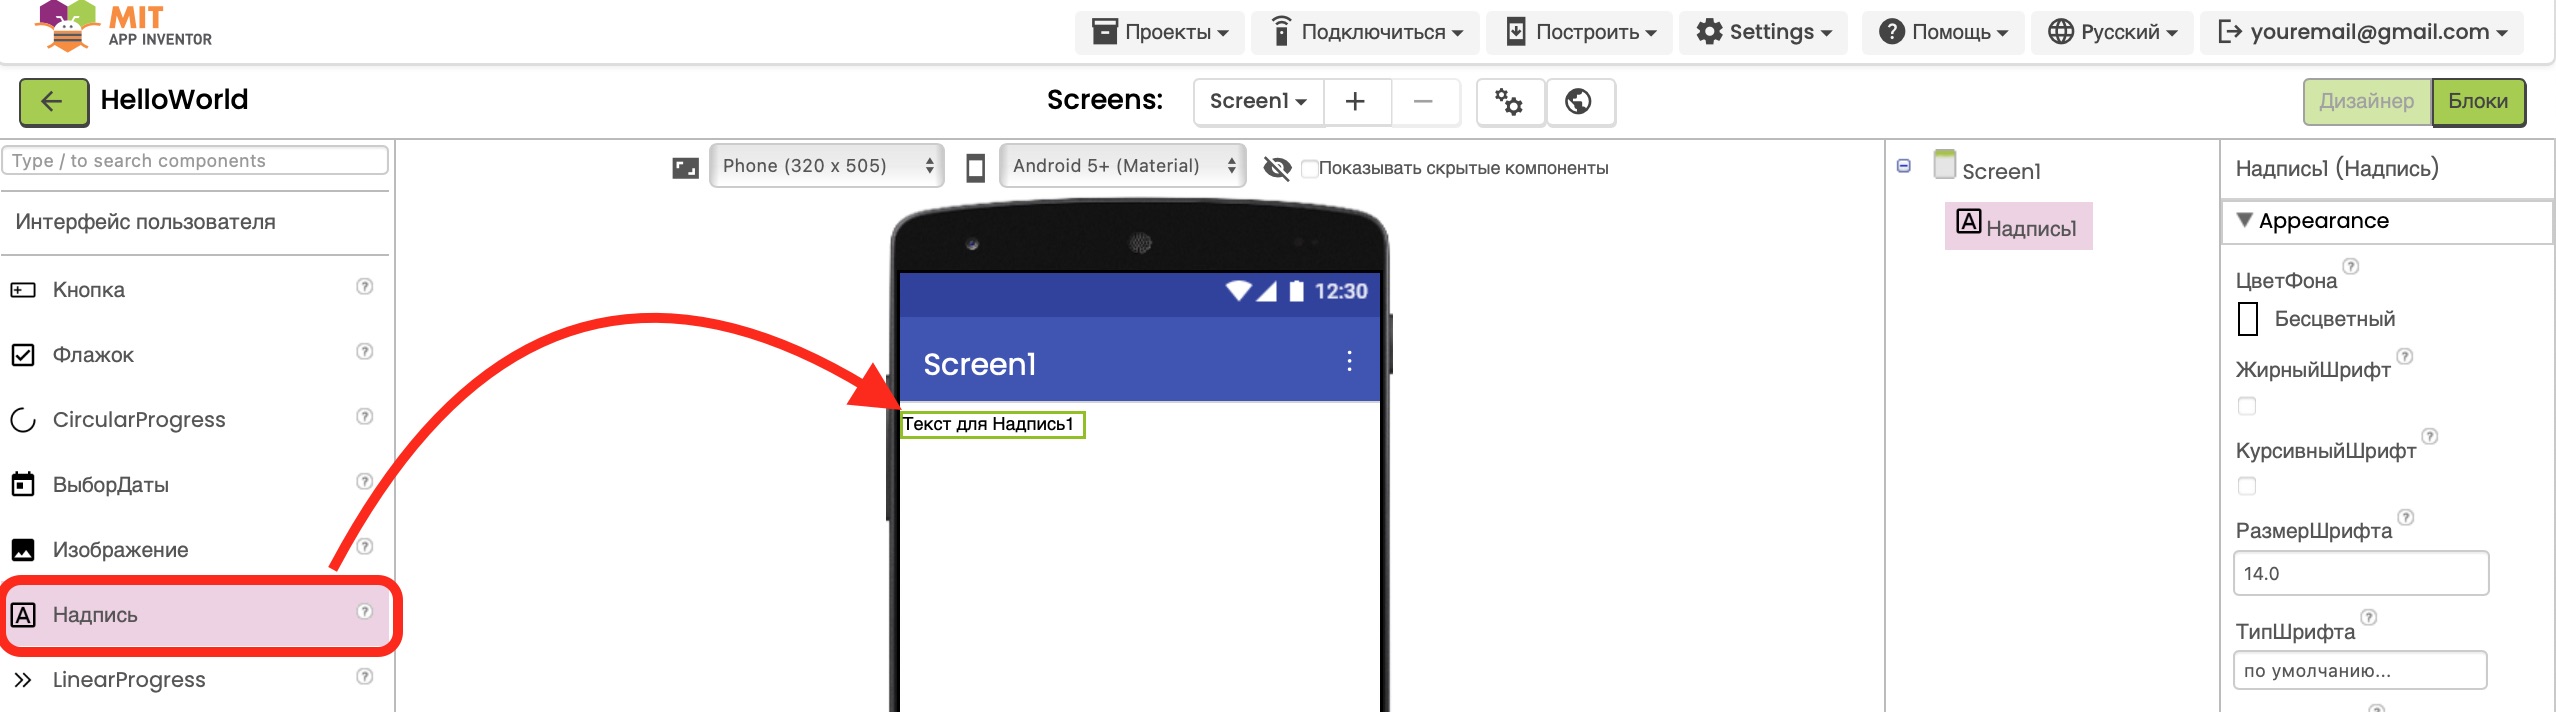 MIT
APP INVENTOR
Проекты
Подключиться
Построить
Settings
Помощь
Русский
youremail@gmail.com
HelloWorld
Screens:
Screen1
Дизайнер
Блоки
Type / to search components
Интерфейс пользователя
Кнопка
Флажок
CircularProgress
ВыборДаты
Изображение
Надпись
LinearProgress
Phone (320 x 505)
Android 5+ (Material)
Показывать скрытые компоненты
12:30
Screen1
Текст для Надпись1
Screen1
Надпись1
Надпись1 (Надпись)
Appearance
ЦветФона
Бесцветный
ЖирныйШрифт
КурсивныйШрифт
РазмерШрифта
14.0
ТипШрифта
по умолчанию...